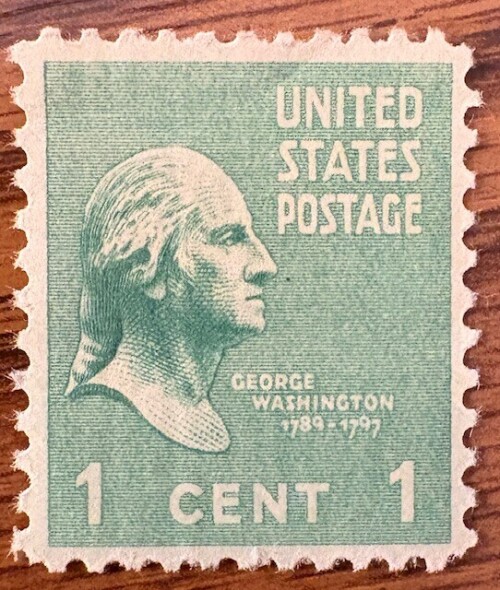 UNITED
STATES
POSTAGE
GEORGE
WASHINGTON
1789-1797
1 CENT 1